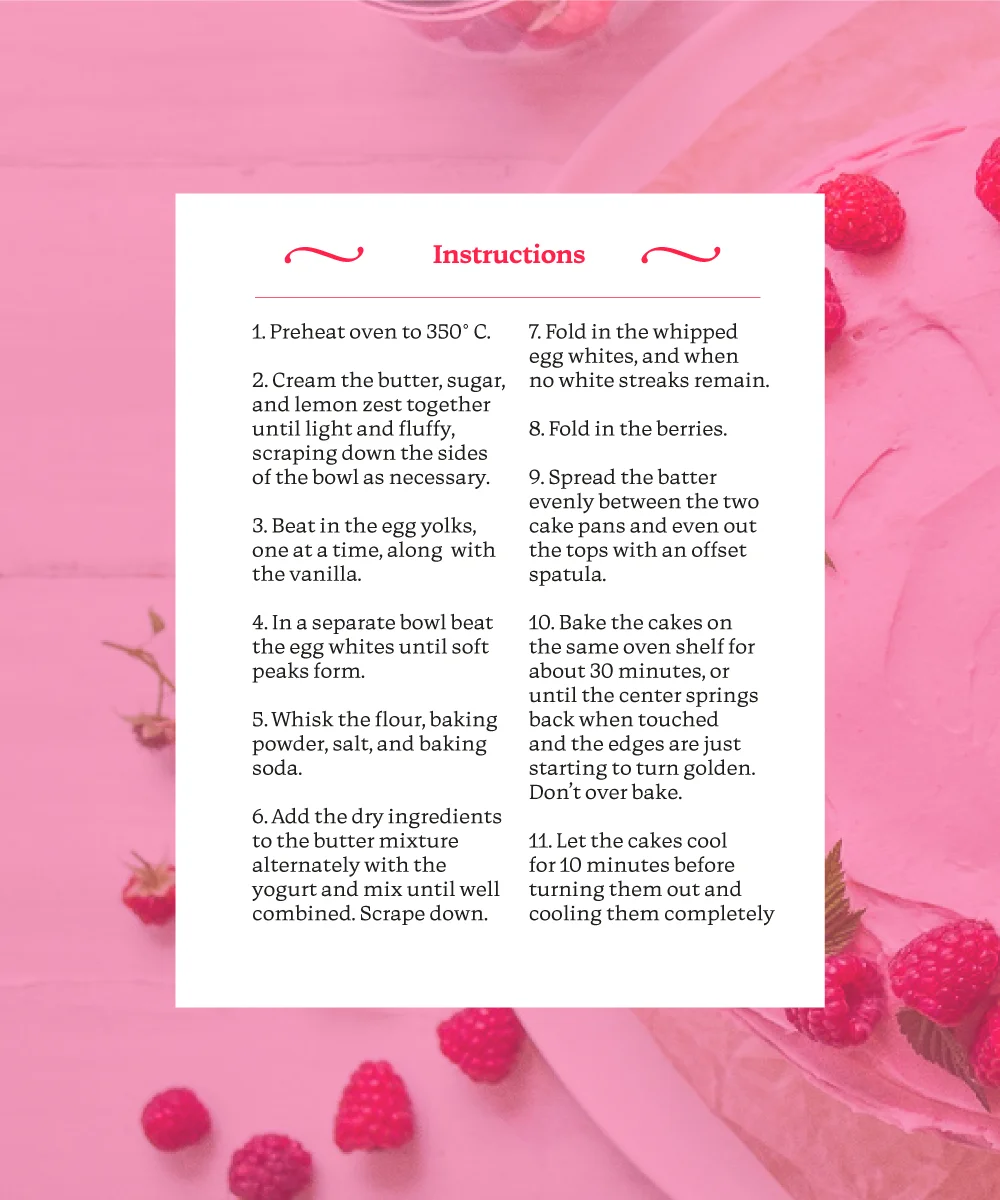 Instructions
1. Preheat oven to 350° C.
2. Cream the butter, sugar,
and lemon zest together
until light and fluffy,
scraping down the sides
of the bowl as necessary.
3. Beat in the egg yolks,
one at a time, along  with
the vanilla.
4. In a separate bowl beat
the egg whites until soft
peaks form.
5. Whisk the flour, baking
powder, salt, and baking
soda.
6. Add the dry ingredients
to the butter mixture
alternately with the
yogurt and mix until well
combined. Scrape down.
7. Fold in the whipped
egg whites, and when
no white streaks remain.
8. Fold in the berries.
9. Spread the batter
evenly between the two
cake pans and even out
the tops with an offset
spatula.
10. Bake the cakes on
the same oven shelf for
about 30 minutes, or
until the center springs
back when touched
and the edges are just
starting to turn golden.
Don’t over bake.
11. Let the cakes cool
for 10 minutes before
turning them out and
cooling them completely